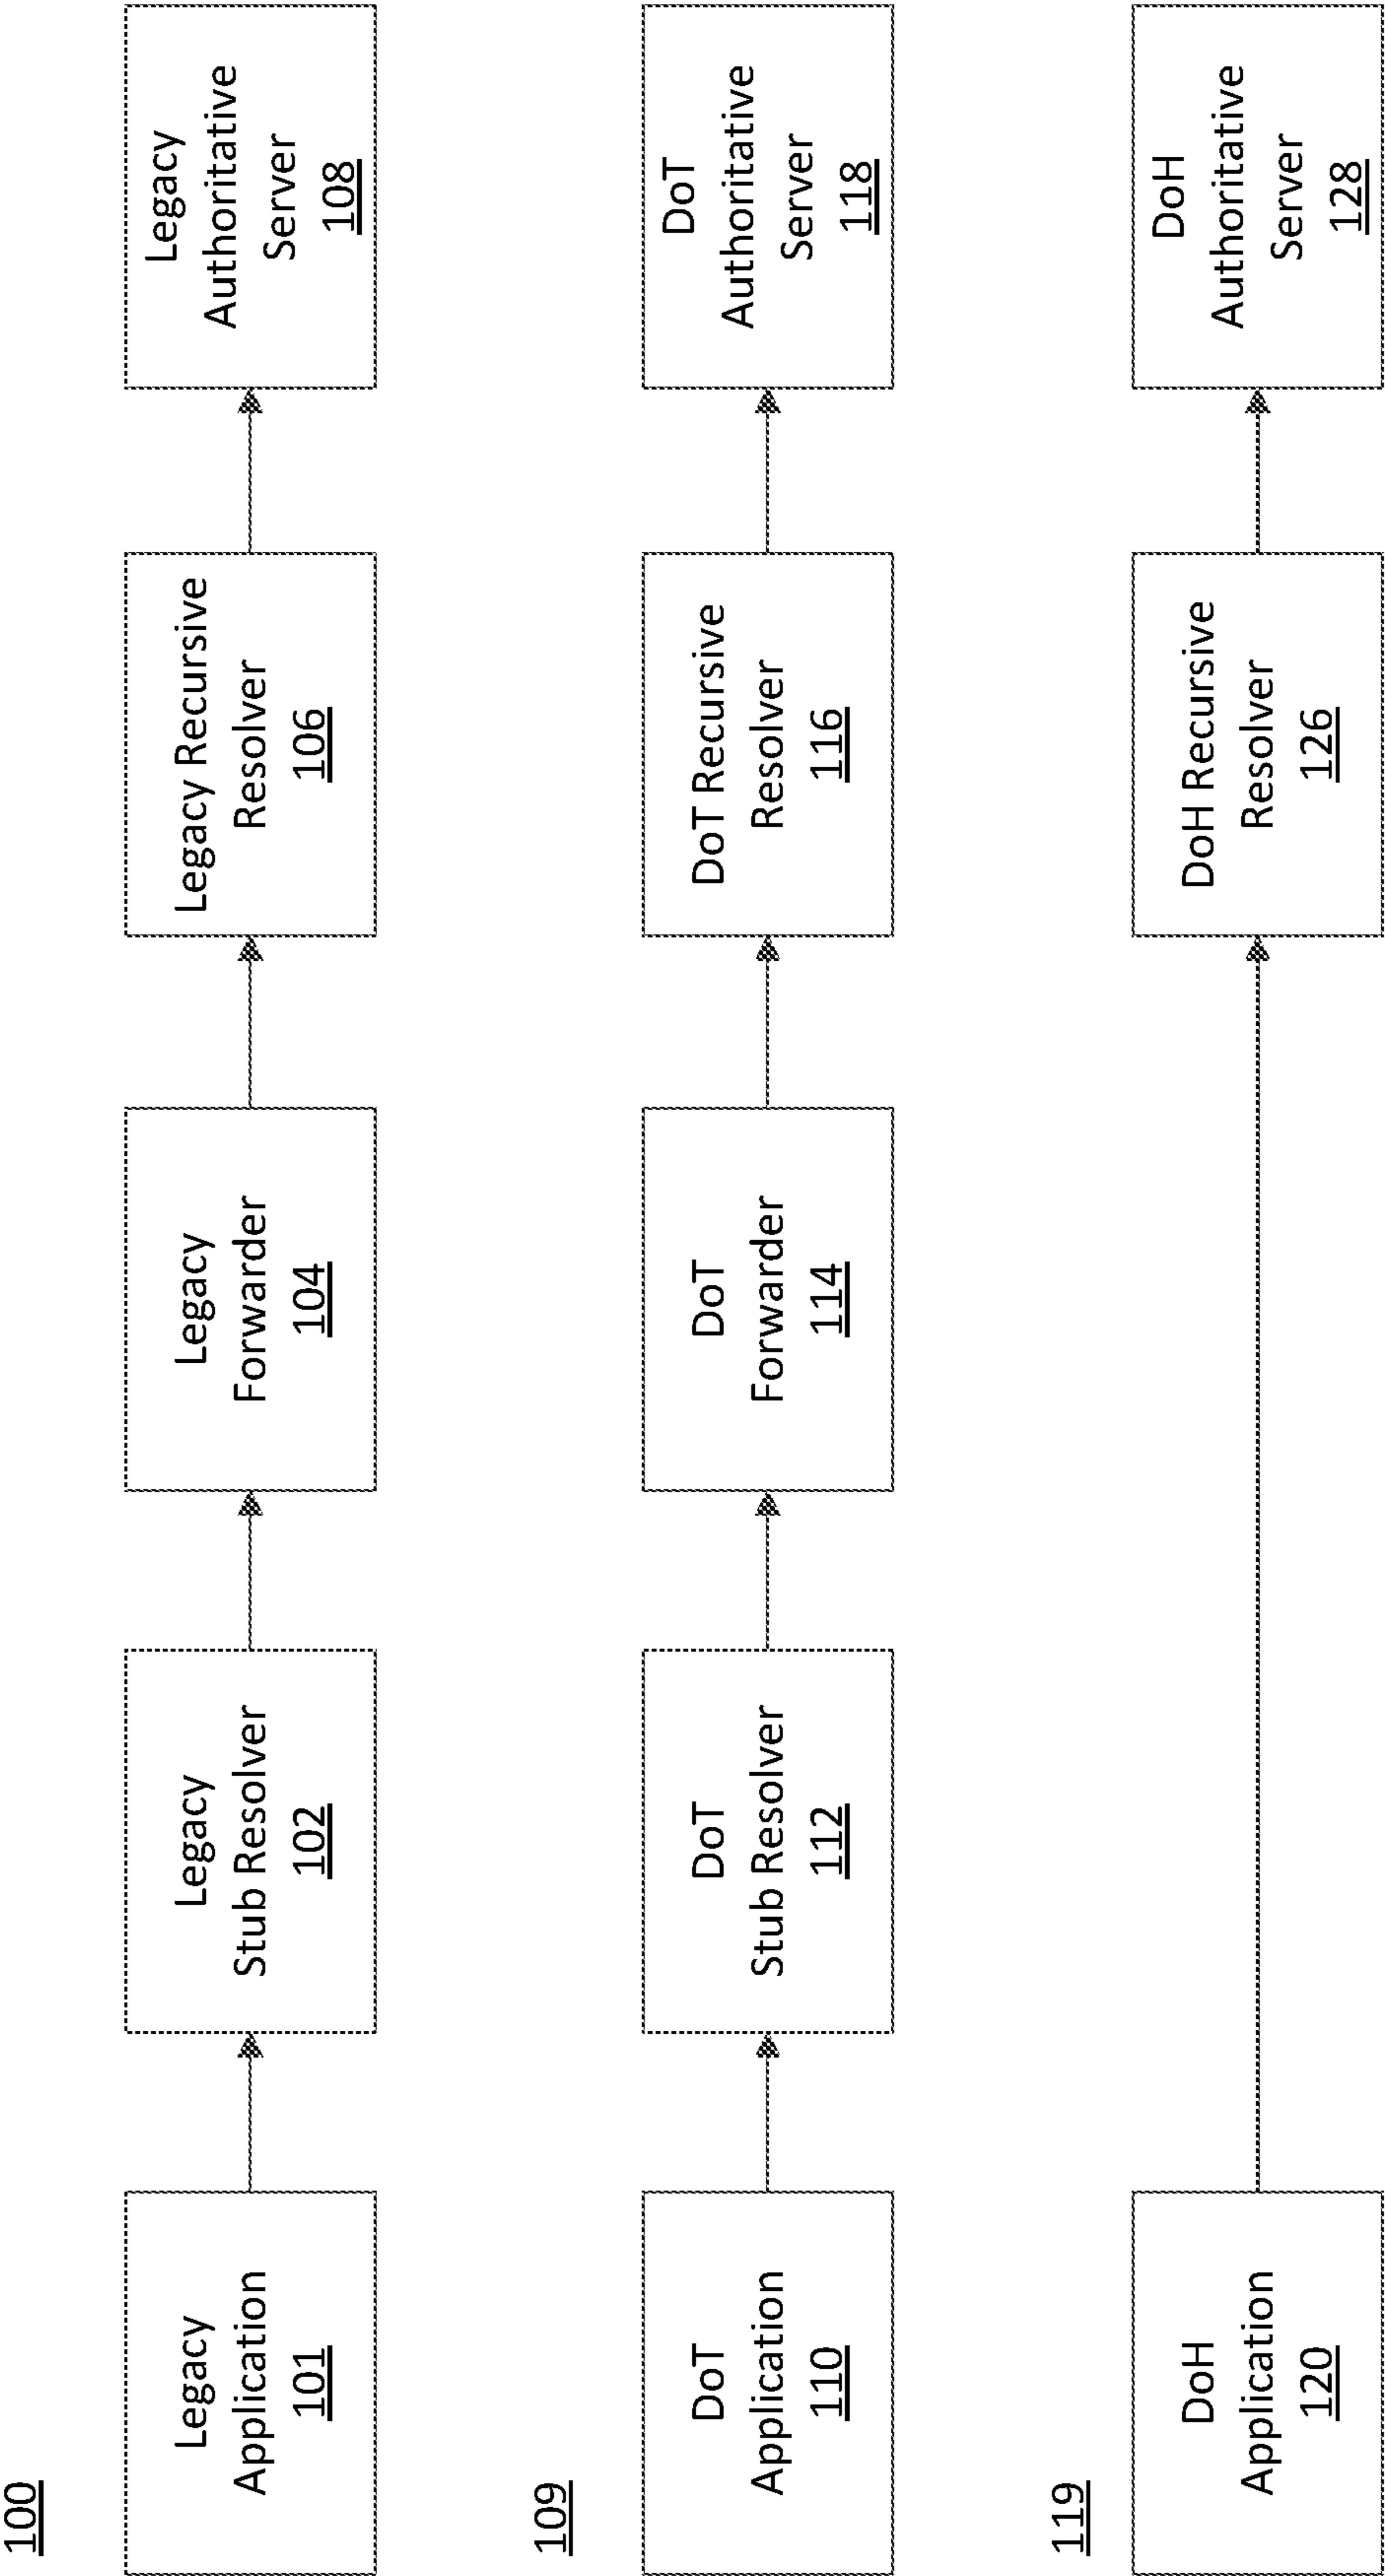 100
Legacy
Application
101
Legacy
Stub Resolver
102
Legacy
Forwarder
104
Legacy Recursive
Resolver
106
Legacy
Authoritative
Server
108
109
DoT
Application
110
DoT
Stub Resolver
112
DoT
Forwarder
114
DoT Recursive
Resolver
116
DoT
Authoritative
Server
118
119
DoH
Application
120
DoH Recursive
Resolver
126
DoH
Authoritative
Server
128